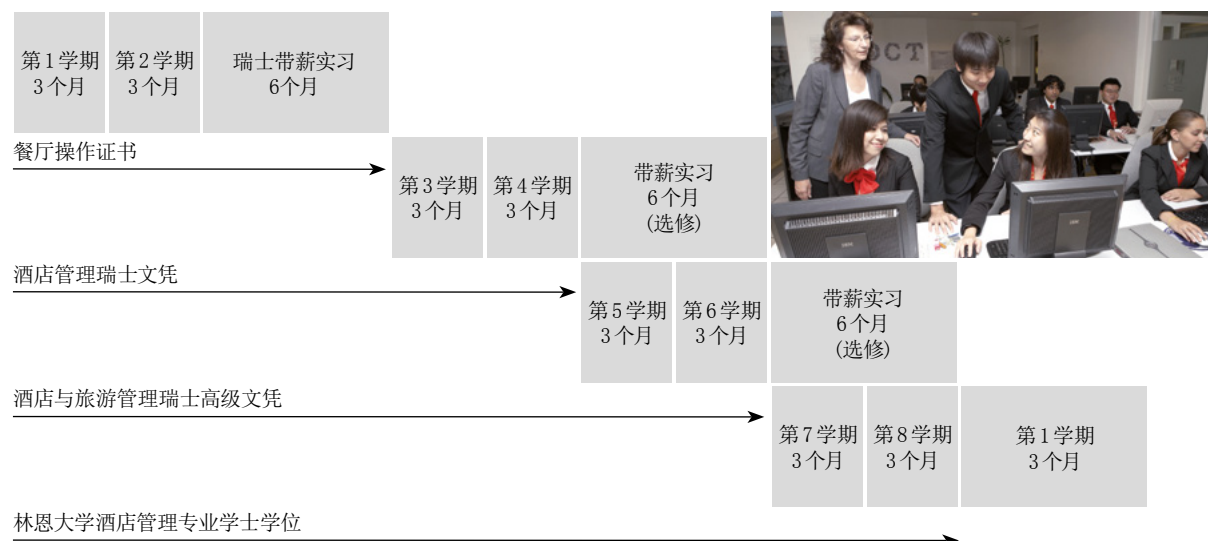 第1学期
3个月
第2学期
3个月
瑞士带薪实习
6个月
餐厅操作证书
第3学期
3个月
第4学期
3个月
带薪实习
6个月
(选修)
酒店管理瑞士文凭
第5学期
3个月
第6学期
3个月
带薪实习
6个月
(选修)
酒店与旅游管理瑞士高级文凭
第7学期
3个月
第8学期
3个月
第1学期
3个月
林恩大学酒店管理专业学士学位